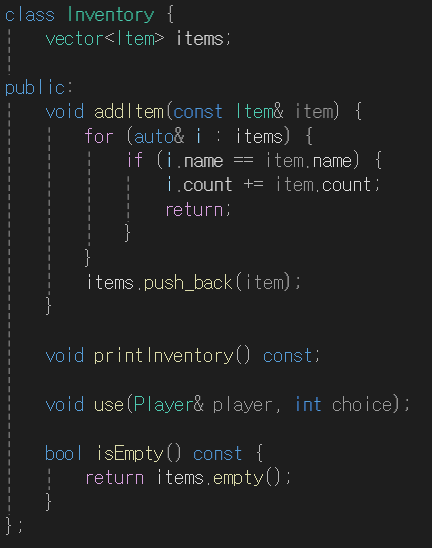 class Inventory {
    vector<Item> items;

public:
    void addItem(const Item& item) {
        for (auto& i : items) {
            if (i.name == item.name) {
                i.count += item.count;
                return;
            }
        }
        items.push_back(item);
    }

    void printInventory() const;

    void use(Player& player, int choice);

    bool isEmpty() const {
        return items.empty();
    }
};